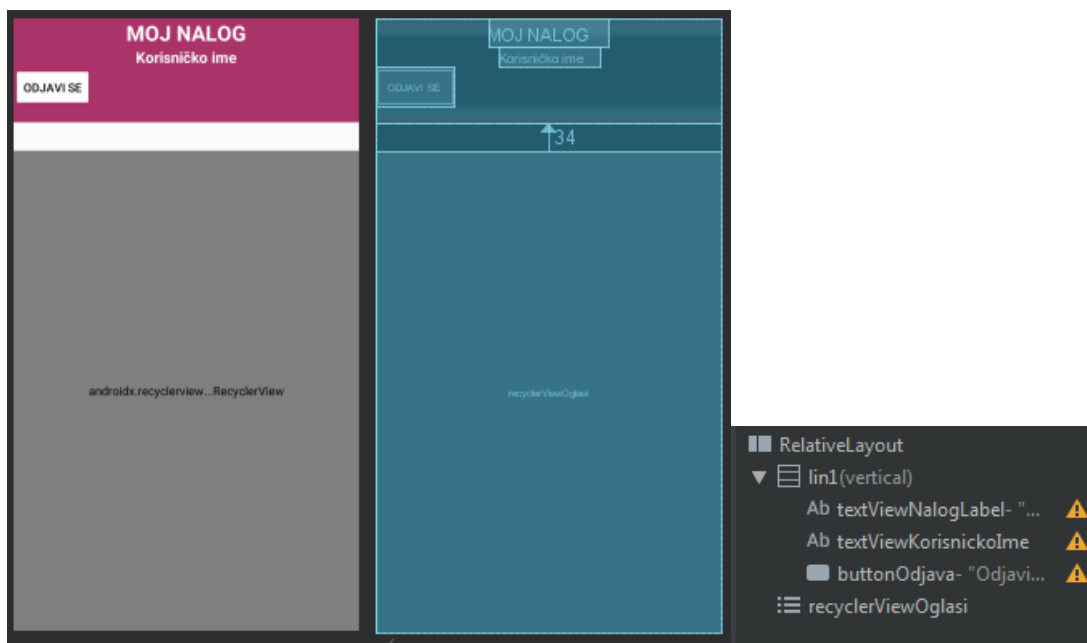 MOJ NALOG
Korisničko ime
ODJAVI SE
androidx.recyclerview...RecyclerView
MOJ NALOG
Korisničko ime
ODJAVI SE
34
recyclerViewOglasi
RelativeLayout
lin1(vertical)
Ab textViewNalogLabel- "...
Ab textViewKorisnickoIme
buttonOdjava- "Odjavi...
recyclerViewOglasi